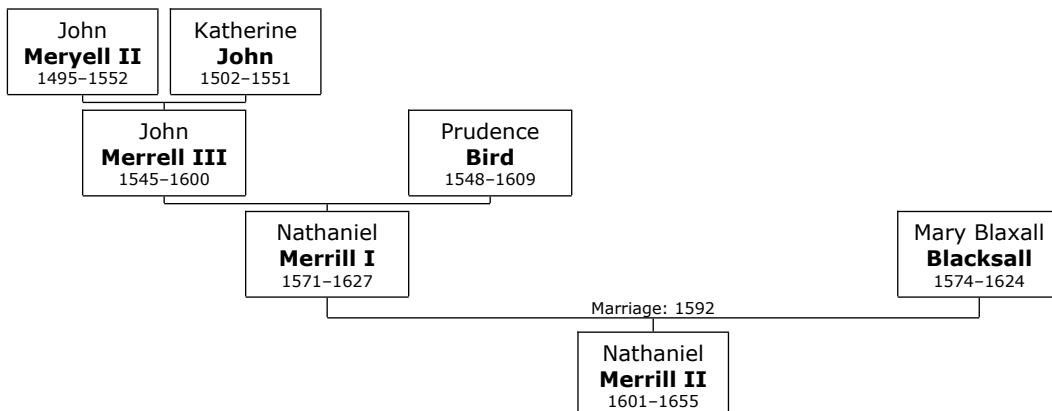 John
Meryell II
1495–1552
Katherine
John
1502–1551
John
Merrell III
1545–1600
Prudence
Bird
1548–1609
Nathaniel
Merrill I
1571–1627
Mary Blaxall
Blacksall
1574–1624
Marriage: 1592
Nathaniel
Merrill II
1601–1655